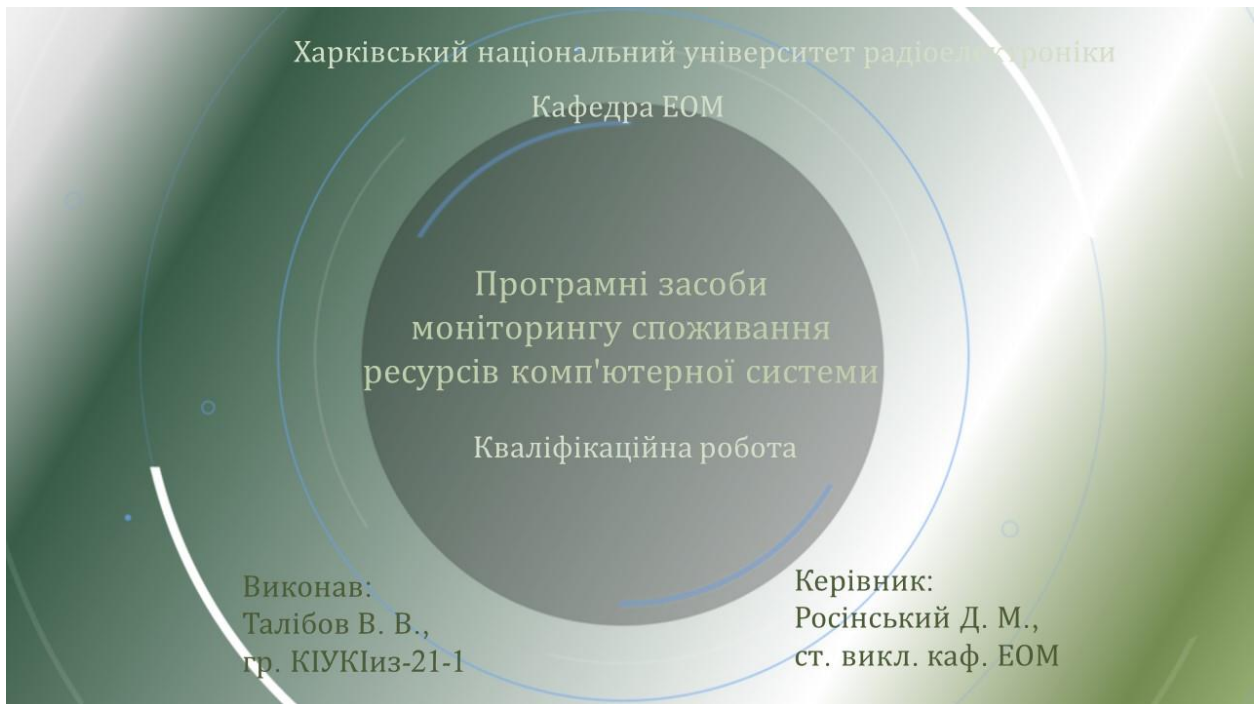 Харківський національний університет радіоелектроніки
Кафедра ЕОМ
Програмні засоби
моніторингу споживання
ресурсів комп'ютерної системи
Кваліфікаційна робота
Виконав:
Талібов В. В.,
гр. КІУКІиз-21-1
Керівник:
Росінський Д. М.,
ст. викл. каф. ЕОМ